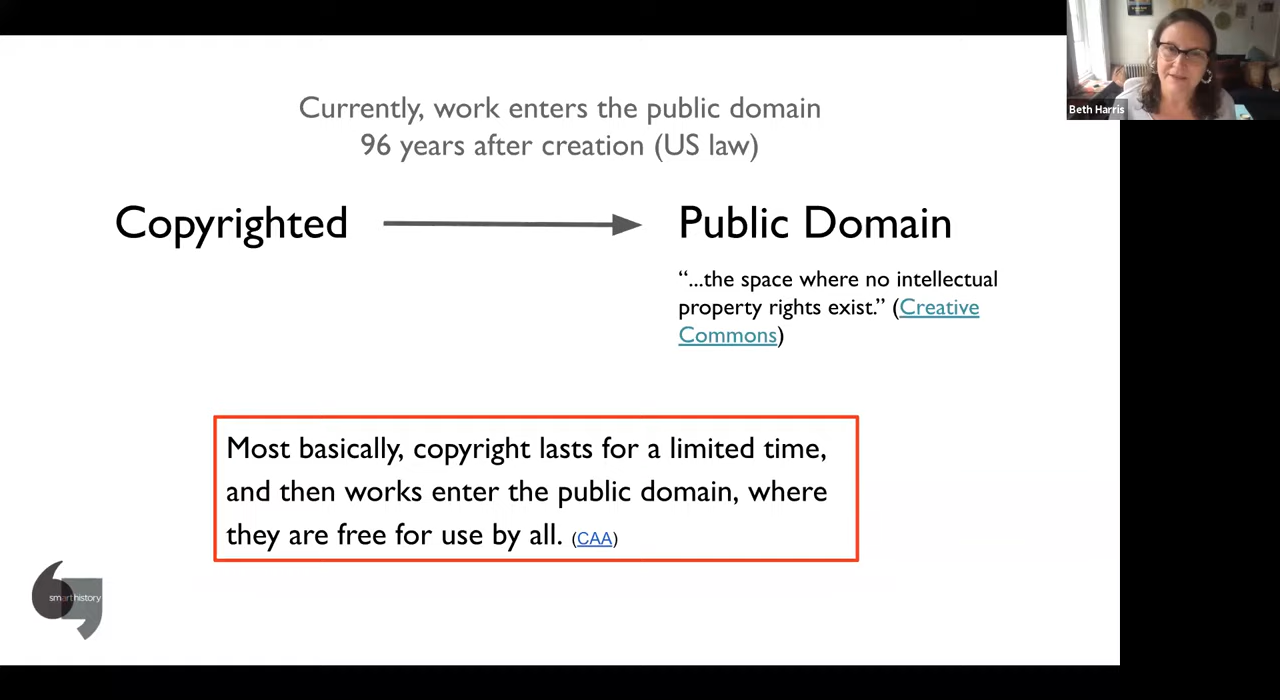 Currently, work enters the public domain
96 years after creation (US law)
Copyrighted
Public Domain
“...the space where no intellectual
property rights exist.” (Creative
Commons)
Most basically, copyright lasts for a limited time,
and then works enter the public domain, where
they are free for use by all. (CAA)
smarthistory
Beth Harris